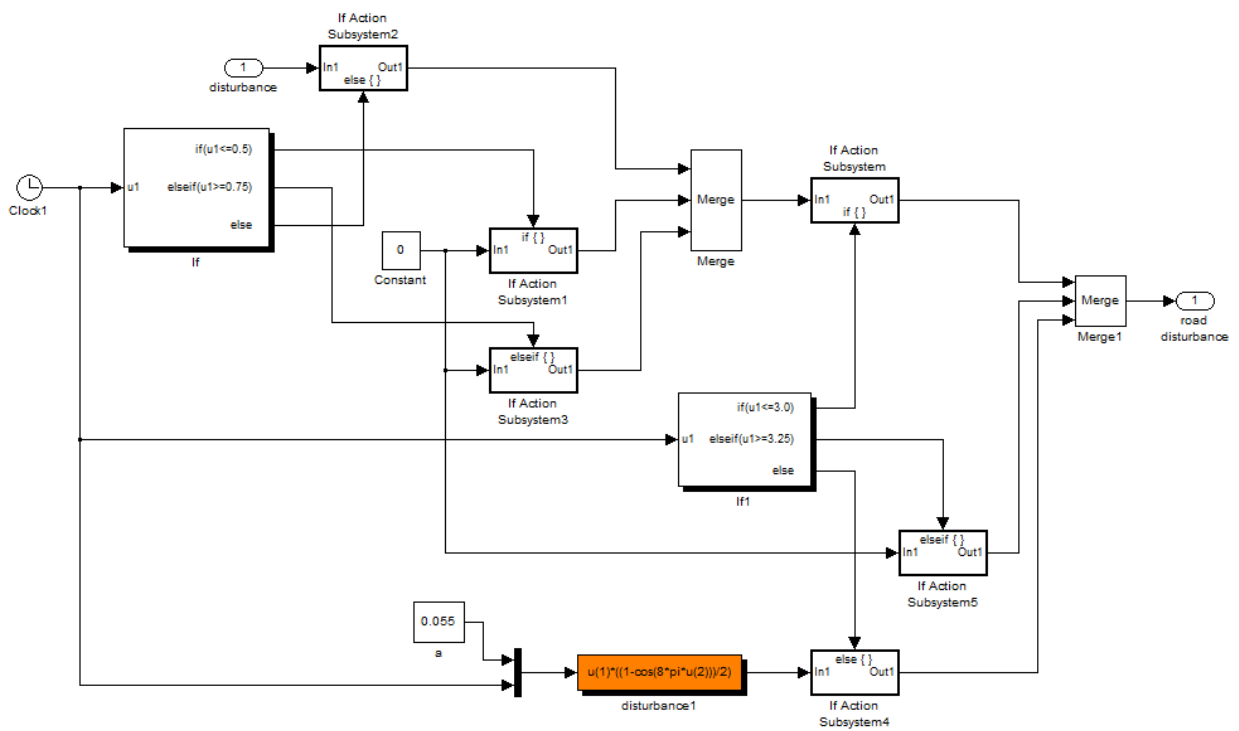 If Action
Subsystem2
1
disturbance
In1 Out1
else { }
u1
if(u1<=0.5)
elseif(u1>=0.75)
else
If
Clock1
0
Constant
if { }
In1 Out1
If Action
Subsystem1
elseif { }
In1 Out1
If Action
Subsystem3
Merge
Merge
If Action
Subsystem
In1 Out1
if { }
Merge
Merge1
1
road
disturbance
u1
if(u1<=3.0)
elseif(u1>=3.25)
else
If1
elseif { }
In1 Out1
If Action
Subsystem5
0.055
a
u(1)*((1-cos(8*pi*u(2)))/2)
disturbance1
else { }
In1 Out1
If Action
Subsystem4